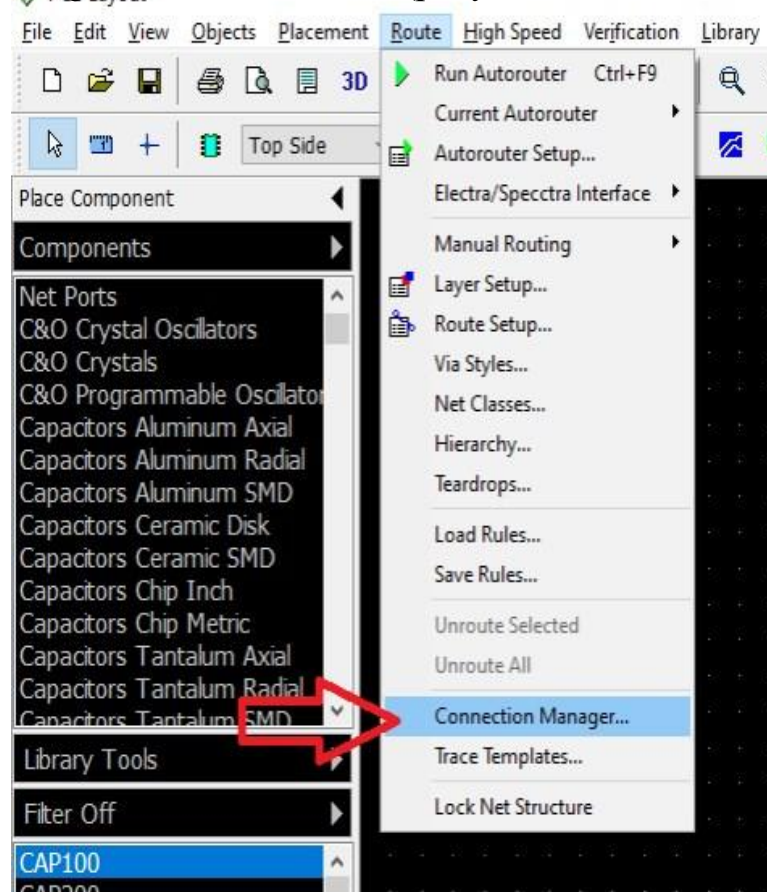 File Edit View Objects Placement Route High Speed Verification Library
3D
Top Side
Place Component
Components
Net Ports
C&O Crystal Oscillators
C&O Crystals
C&O Programmable Oscillator
Capacitors Aluminum Axial
Capacitors Aluminum Radial
Capacitors Aluminum SMD
Capacitors Ceramic Disk
Capacitors Ceramic SMD
Capacitors Chip Inch
Capacitors Chip Metric
Capacitors Tantalum Axial
Capacitors Tantalum Radial
Capacitors Tantalum SMD
Library Tools
Filter Off
CAP100
CAP200
Run Autorouter Ctrl+F9
Current Autorouter
Autorouter Setup...
Electra/Specctra Interface
Manual Routing
Layer Setup...
Route Setup...
Via Styles...
Net Classes...
Hierarchy...
Teardrops...
Load Rules...
Save Rules...
Unroute Selected
Unroute All
Connection Manager...
Trace Templates...
Lock Net Structure